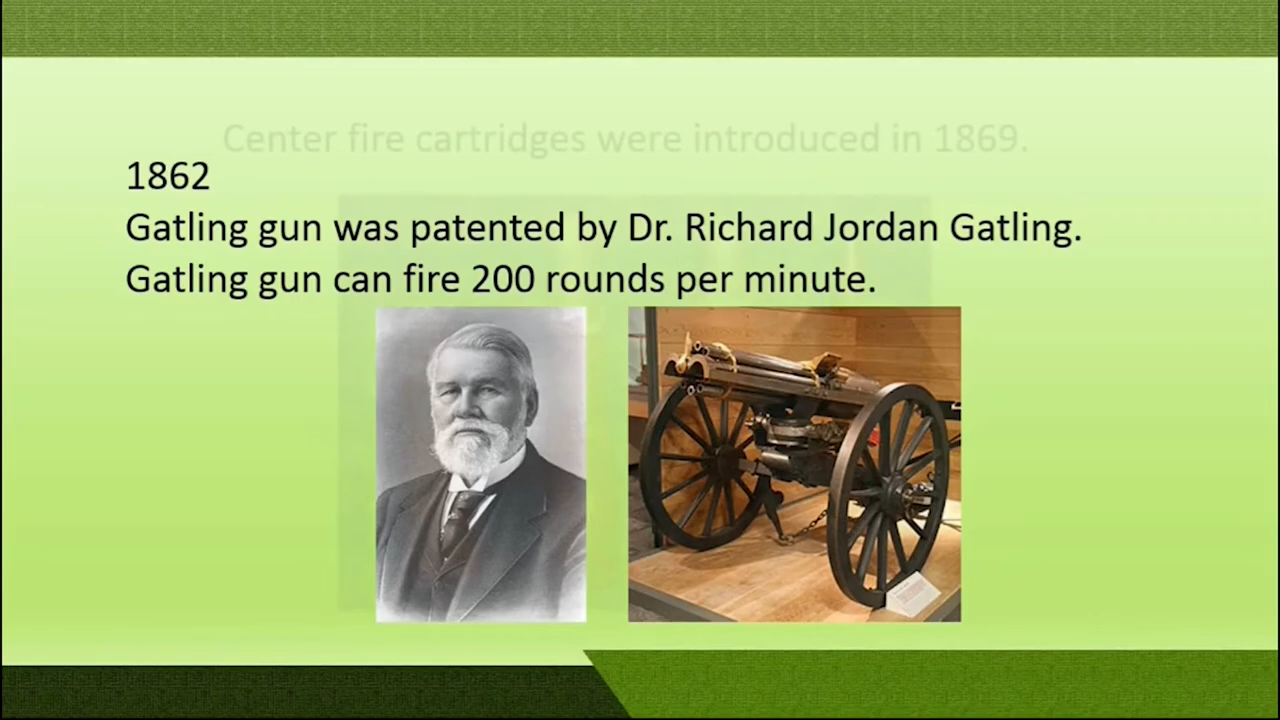 Center fire cartridges were introduced in 1869.
1862
Gatling gun was patented by Dr. Richard Jordan Gatling.
Gatling gun can fire 200 rounds per minute.